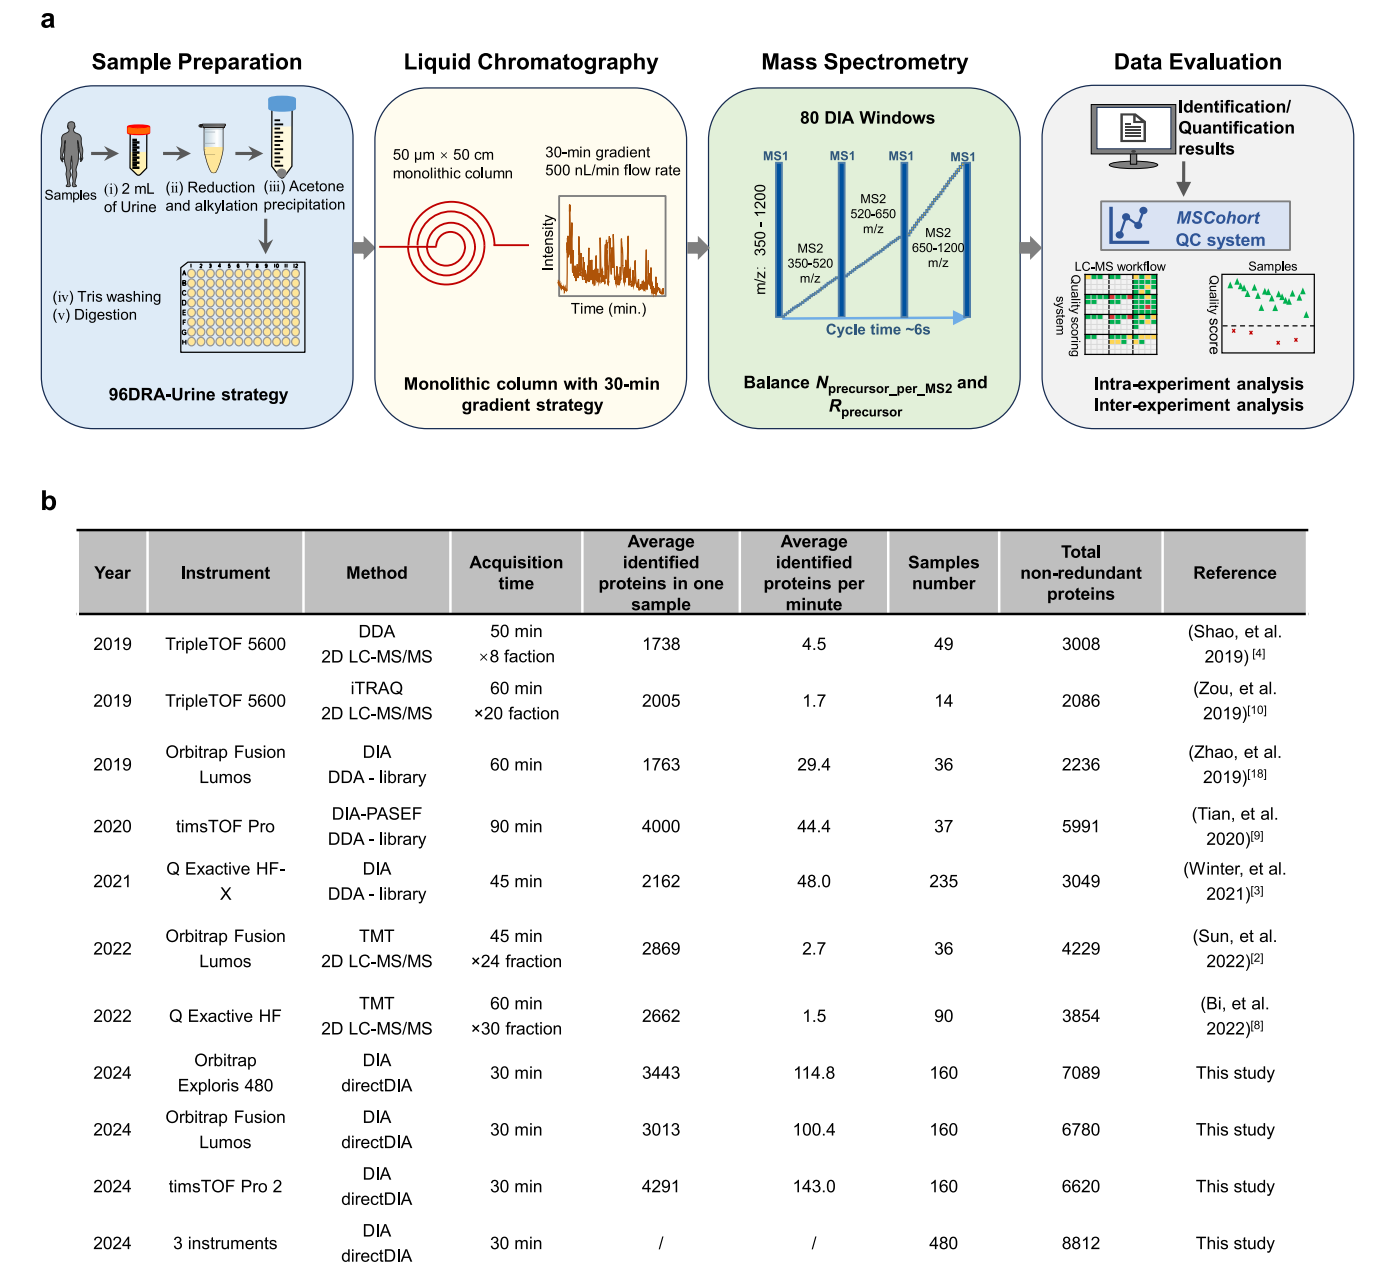 a
Sample Preparation
Liquid Chromatography
Mass Spectrometry
Data Evaluation
Samples
(i) 2 mL
of Urine
(ii) Reduction
and alkylation
(iii) Acetone
precipitation
1 2 3 4 5 6 7 8 9 10 11 12
A
B
C
D
E
F
G
H
(iv) Tris washing
(v) Digestion
96DRA-Urine strategy
50 µm × 50 cm
monolithic column
30-min gradient
500 nL/min flow rate
Intensity
Time (min.)
Monolithic column with 30-min
gradient strategy
80 DIA Windows
MS1 MS1 MS1 MS1
m/z: 350 - 1200
MS2
350-520
m/z
MS2
520-650
m/z
MS2
650-1200
m/z
Cycle time ~6s
Balance Nprecursor_per_MS2 and
Rprecursor
Identification/
Quantification
results
MSCohort
QC system
LC-MS workflow
Quality scoring
system
Samples
Quality score
Intra-experiment analysis
Inter-experiment analysis
b
Year Instrument Method Acquisition time Average identified proteins in one sample Average identified proteins per minute Samples number Total non-redundant proteins Reference
2019 TripleTOF 5600 DDA 2D LC-MS/MS 50 min ×8 faction 1738 4.5 49 3008 (Shao, et al. 2019) [4]
2019 TripleTOF 5600 iTRAQ 2D LC-MS/MS 60 min ×20 faction 2005 1.7 14 2086 (Zou, et al. 2019)[10]
2019 Orbitrap Fusion Lumos DIA DDA - library 60 min 1763 29.4 36 2236 (Zhao, et al. 2019)[18]
2020 timsTOF Pro DIA-PASEF DDA - library 90 min 4000 44.4 37 5991 (Tian, et al. 2020)[9]
2021 Q Exactive HF-X DIA DDA - library 45 min 2162 48.0 235 3049 (Winter, et al. 2021)[3]
2022 Orbitrap Fusion Lumos TMT 2D LC-MS/MS 45 min ×24 fraction 2869 2.7 36 4229 (Sun, et al. 2022)[2]
2022 Q Exactive HF TMT 2D LC-MS/MS 60 min ×30 fraction 2662 1.5 90 3854 (Bi, et al. 2022)[8]
2024 Orbitrap Exploris 480 DIA directDIA 30 min 3443 114.8 160 7089 This study
2024 Orbitrap Fusion Lumos DIA directDIA 30 min 3013 100.4 160 6780 This study
2024 timsTOF Pro 2 DIA directDIA 30 min 4291 143.0 160 6620 This study
2024 3 instruments DIA directDIA 30 min / / 480 8812 This study